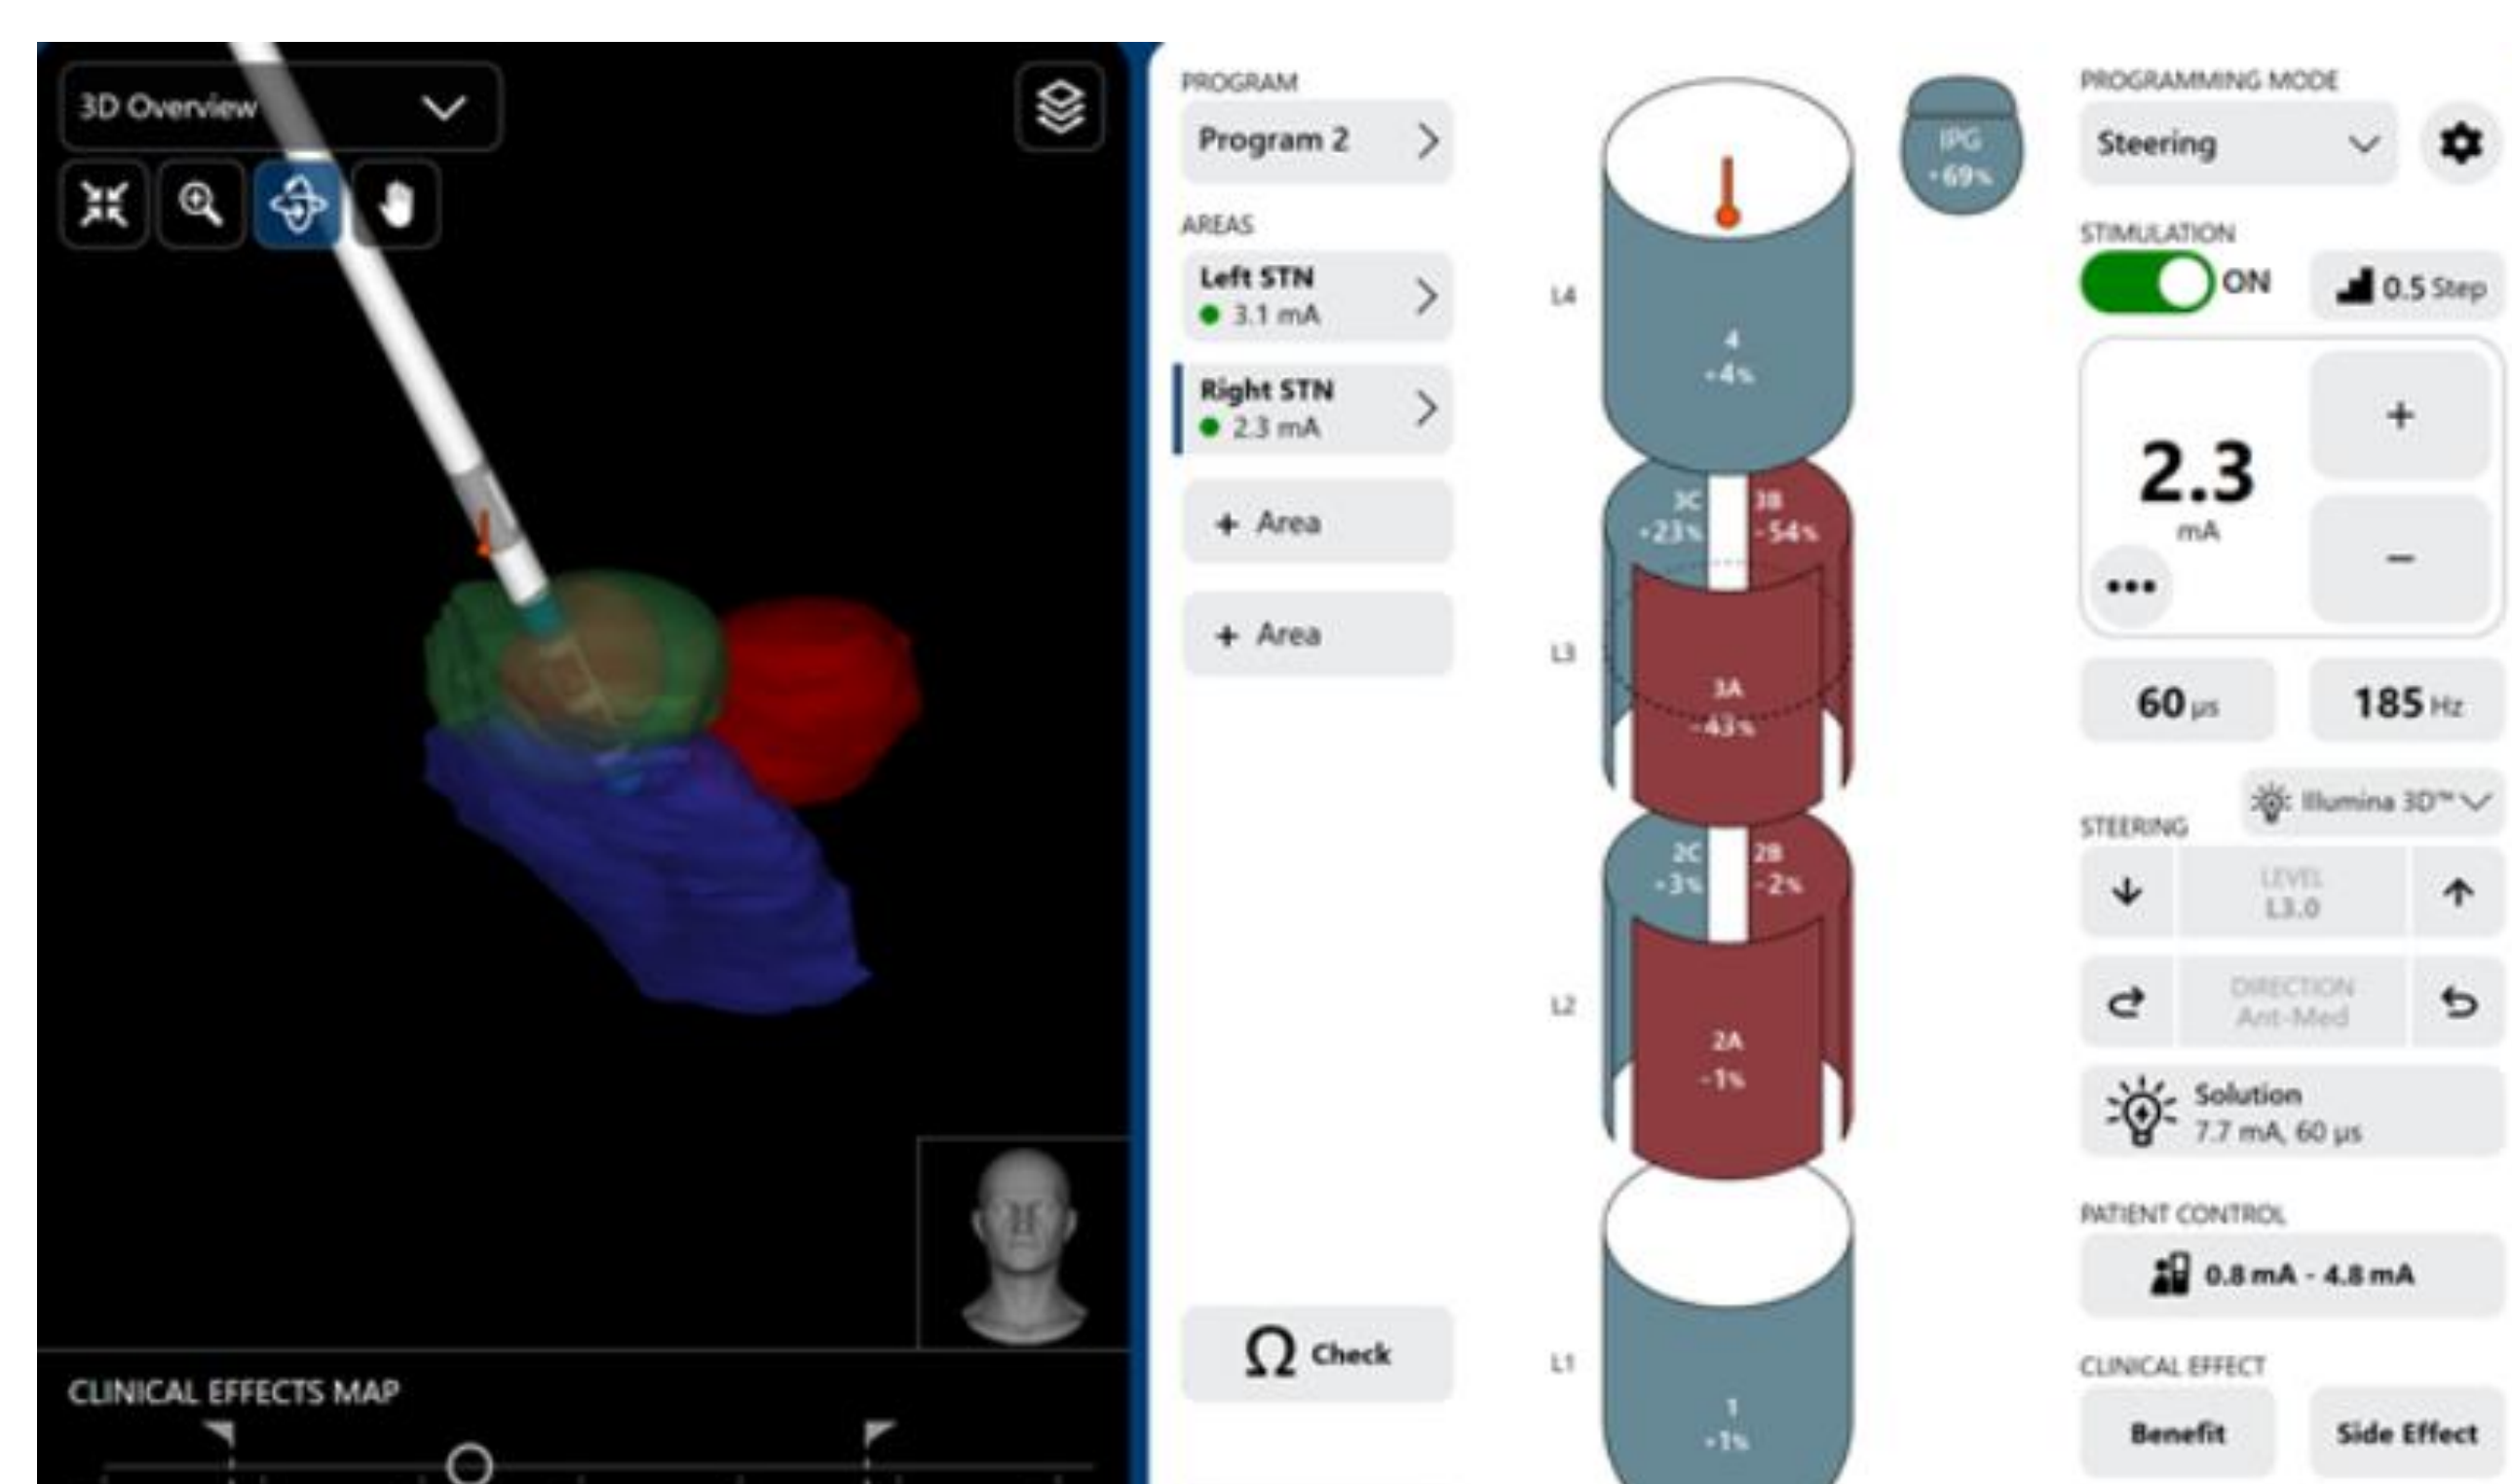 3D Overview
CLINICAL EFFECTS MAP
PROGRAM
Program 2
AREAS
Left STN
3.1 mA
Right STN
2.3 mA
+ Area
+ Area
Ω Check
IPG
+69%
L4
4
+4%
3C
+23%
3B
-54%
L3
3A
-43%
2C
+3%
2B
-2%
L2
2A
-1%
L1
1
+1%
PROGRAMMING MODE
Steering
STIMULATION
ON
0.5 Step
2.3
mA
+
−
•••
60 µs
185 Hz
Illumina 3D™
STEERING
LEVEL
L3.0
DIRECTION
Ant-Med
Solution
7.7 mA, 60 µs
PATIENT CONTROL
0.8 mA - 4.8 mA
CLINICAL EFFECT
Benefit
Side Effect